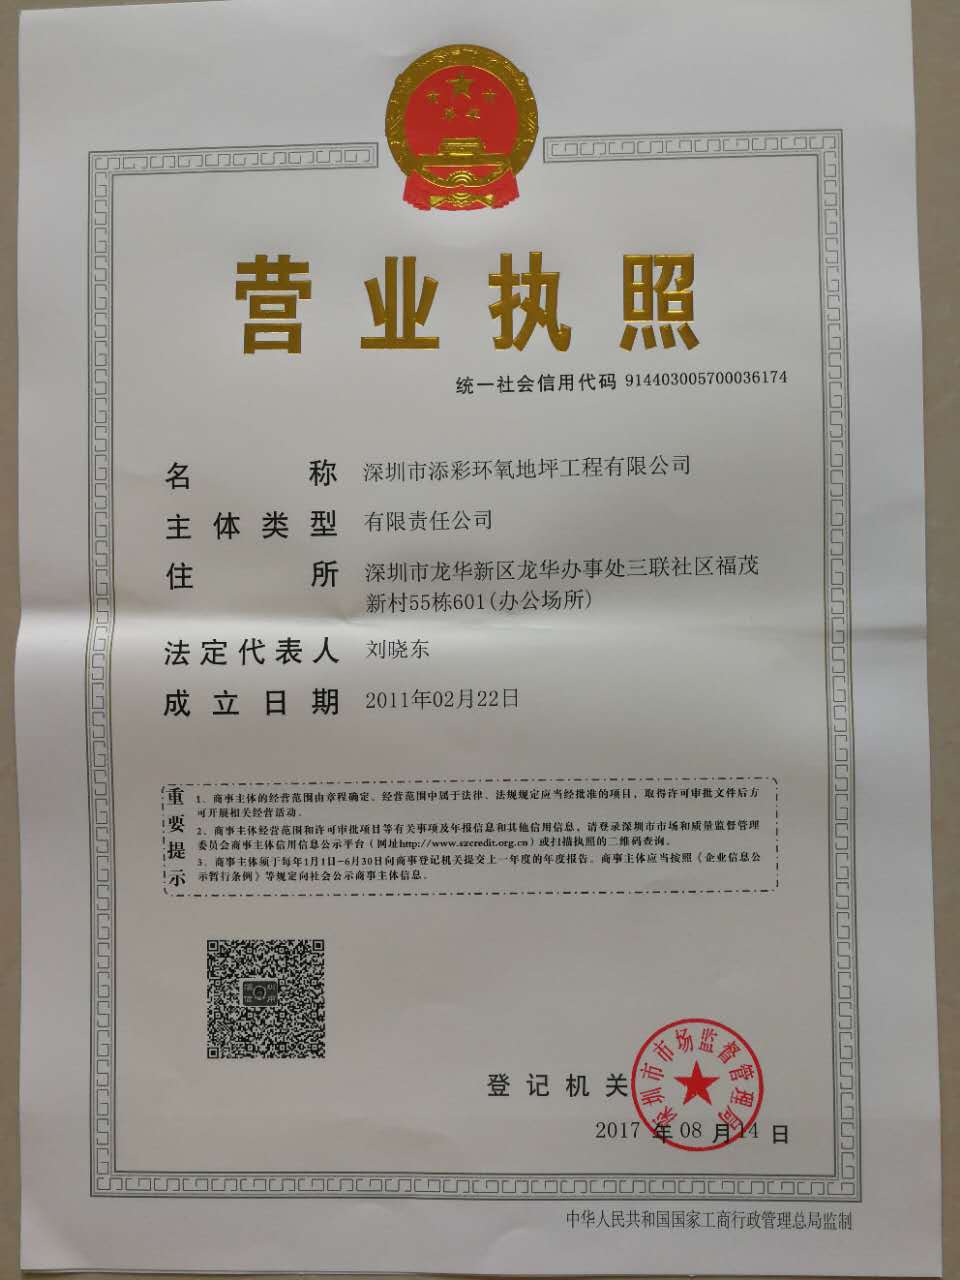 营业执照
统一社会信用代码 914403005700036174
名称 深圳市添彩环氧地坪工程有限公司
主体类型 有限责任公司
住所 深圳市龙华新区龙华办事处三联社区福茂
新村55栋601(办公场所)
法定代表人 刘晓东
成立日期 2011年02月22日
重要提示
1、商事主体的经营范围由章程确定。经营范围中属于法律、法规规定应当经批准的项目，取得许可审批文件后方
可开展相关经营活动。
2、商事主体经营范围和许可审批项目等有关事项及年报信息和其他信用信息，请登录深圳市市场和质量监督管理
委员会商事主体信用信息公示平台（网址http://www.szcredit.org.cn）或扫描执照的二维码查询。
3、商事主体须于每年1月1日-6月30日向商事登记机关提交上一年度的年度报告。商事主体应当按照《企业信息公
示暂行条例》等规定向社会公示商事主体信息。
深圳信用
登记机关
深圳市市场监督管理局
2017 年 08 月 14 日
中华人民共和国国家工商行政管理总局监制